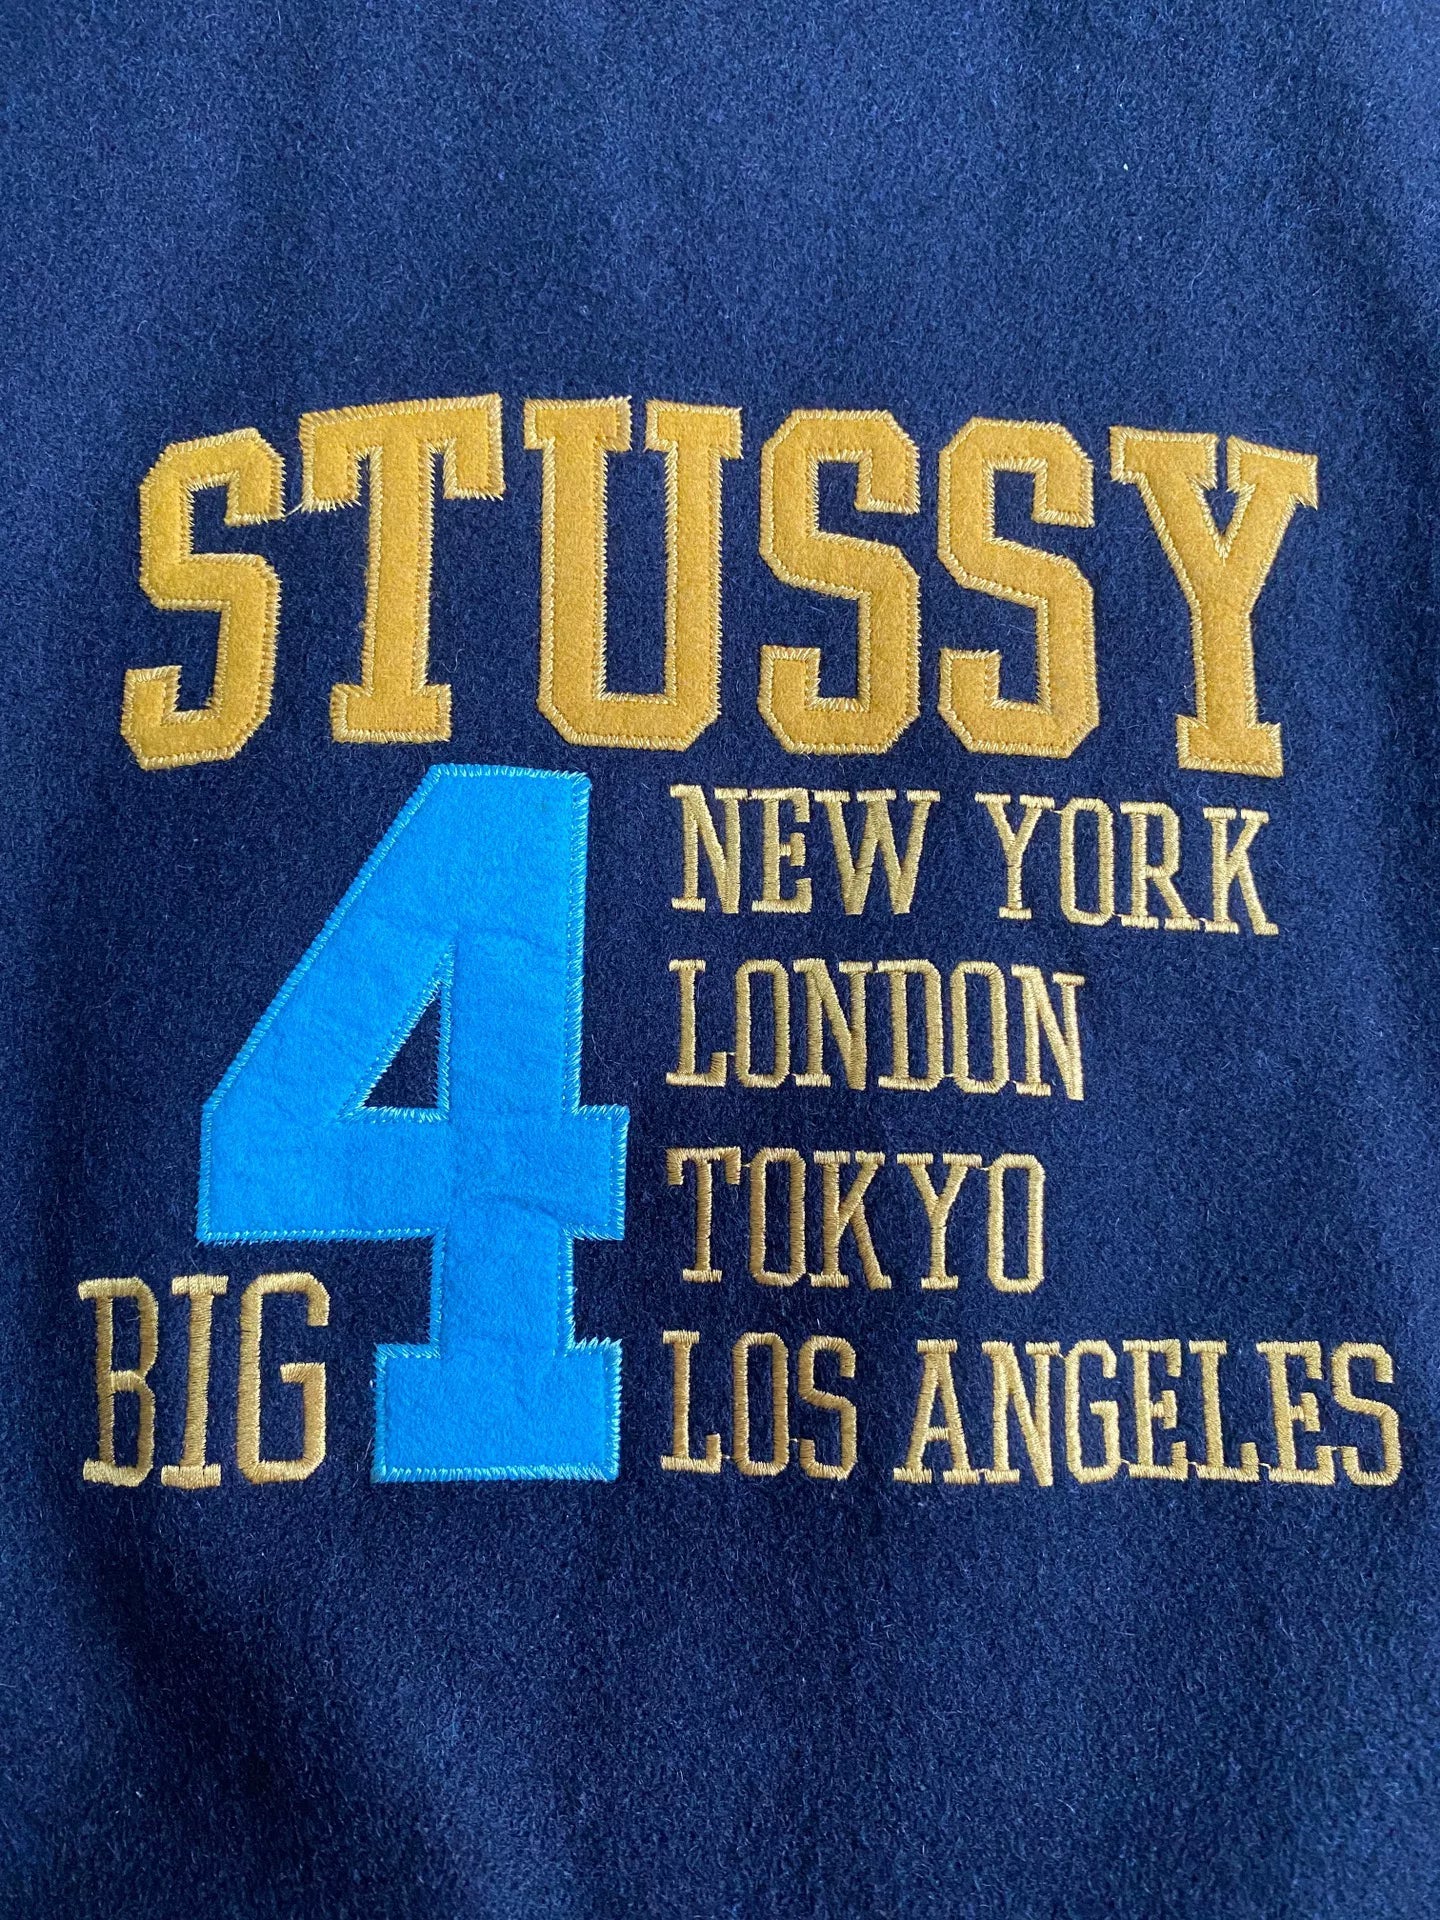 STUSSY
NEW YORK
LONDON
TOKYO
BIG 4 LOS ANGELES